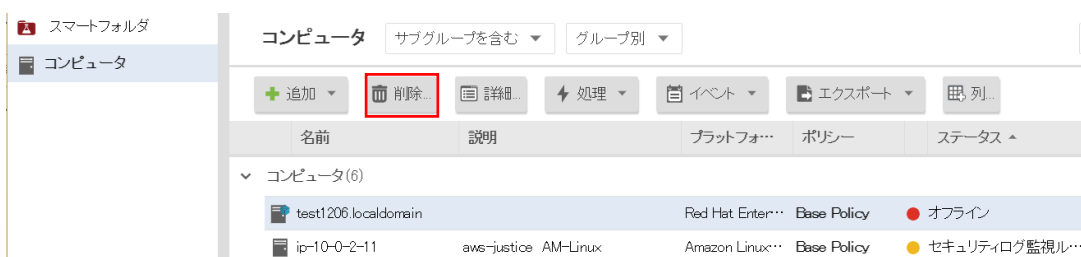 スマートフォルダ
コンピュータ
コンピュータ サブグループを含む グループ別
追加 削除... 詳細... 処理 イベント エクスポート 列...
名前 説明 プラットフォ… ポリシー ステータス
コンピュータ(6)
test1206.localdomain Red Hat Enter… Base Policy オフライン
ip-10-0-2-11 aws-justice AM-Linux Amazon Linux… Base Policy セキュリティログ監視ル…